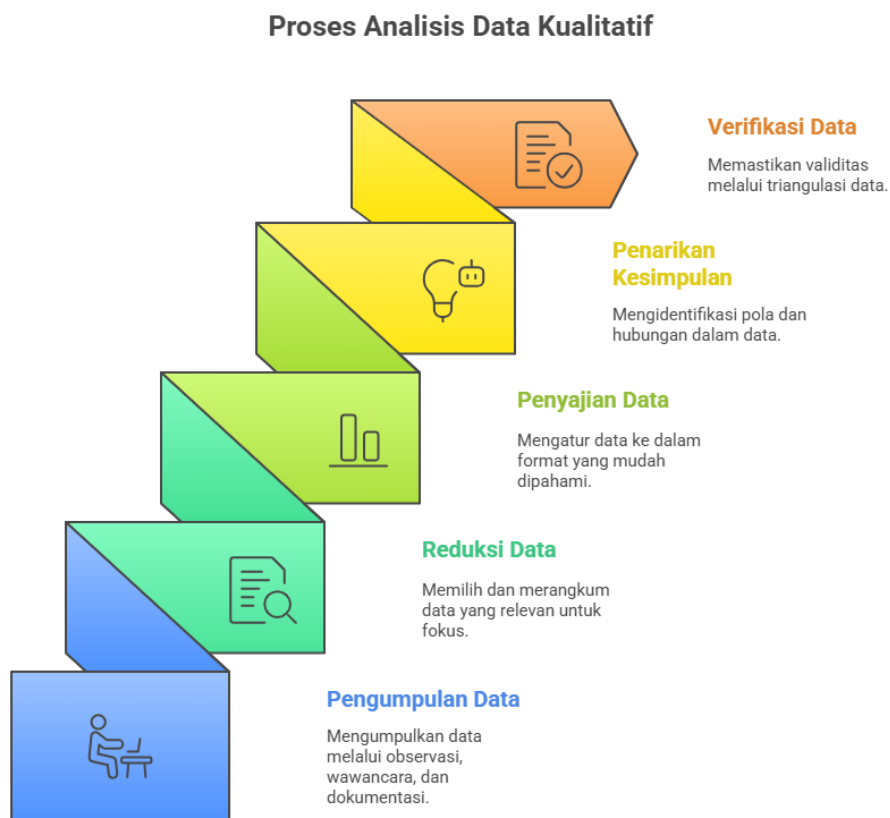 Proses Analisis Data Kualitatif
Verifikasi Data
Memastikan validitas
melalui triangulasi data.
Penarikan
Kesimpulan
Mengidentifikasi pola dan
hubungan dalam data.
Penyajian Data
Mengatur data ke dalam
format yang mudah
dipahami.
Reduksi Data
Memilih dan merangkum
data yang relevan untuk
fokus.
Pengumpulan Data
Mengumpulkan data
melalui observasi,
wawancara, dan
dokumentasi.